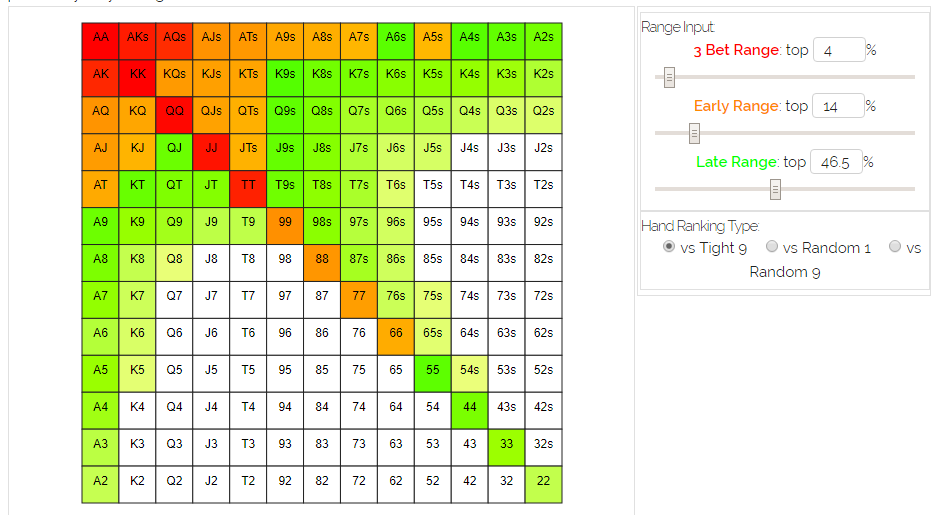 AA AKs AQs AJs ATs A9s A8s A7s A6s A5s A4s A3s A2s
AK KK KQs KJs KTs K9s K8s K7s K6s K5s K4s K3s K2s
AQ KQ QQ QJs QTs Q9s Q8s Q7s Q6s Q5s Q4s Q3s Q2s
AJ KJ QJ JJ JTs J9s J8s J7s J6s J5s J4s J3s J2s
AT KT QT JT TT T9s T8s T7s T6s T5s T4s T3s T2s
A9 K9 Q9 J9 T9 99 98s 97s 96s 95s 94s 93s 92s
A8 K8 Q8 J8 T8 98 88 87s 86s 85s 84s 83s 82s
A7 K7 Q7 J7 T7 97 87 77 76s 75s 74s 73s 72s
A6 K6 Q6 J6 T6 96 86 76 66 65s 64s 63s 62s
A5 K5 Q5 J5 T5 95 85 75 65 55 54s 53s 52s
A4 K4 Q4 J4 T4 94 84 74 64 54 44 43s 42s
A3 K3 Q3 J3 T3 93 83 73 63 53 43 33 32s
A2 K2 Q2 J2 T2 92 82 72 62 52 42 32 22
Range Input:
3 Bet Range: top 4 %
Early Range: top 14 %
Late Range: top 46.5 %
Hand Ranking Type:
vs Tight 9 vs Random 1 vs
Random 9